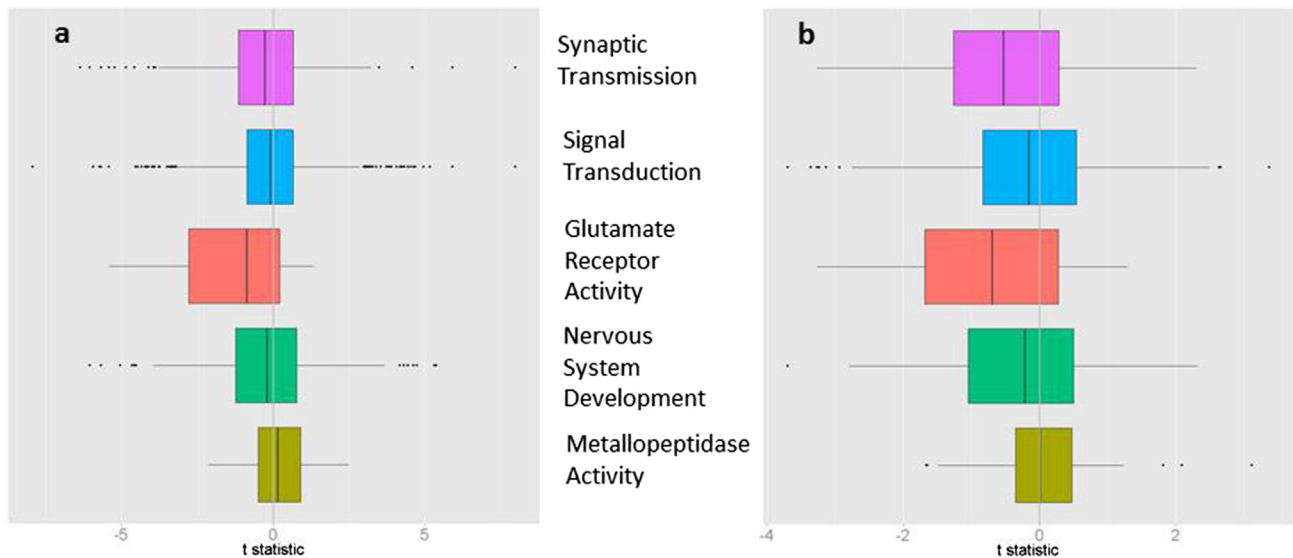 a
b
Synaptic
Transmission
Signal
Transduction
Glutamate
Receptor
Activity
Nervous
System
Development
Metallopeptidase
Activity
-5 0 5
t statistic
-4 -2 0 2
t statistic